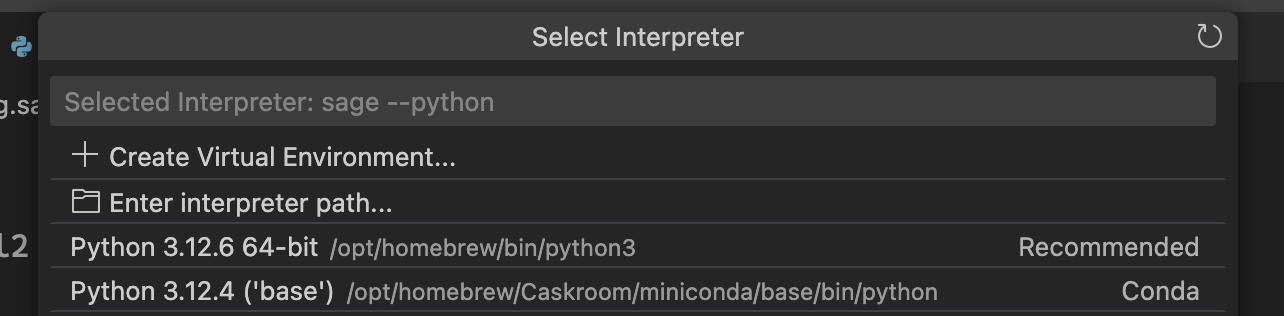 Select Interpreter
g.sa
Selected Interpreter: sage --python
Create Virtual Environment...
Enter interpreter path...
l2
Python 3.12.6 64-bit /opt/homebrew/bin/python3 Recommended
Python 3.12.4 ('base') /opt/homebrew/Caskroom/miniconda/base/bin/python Conda